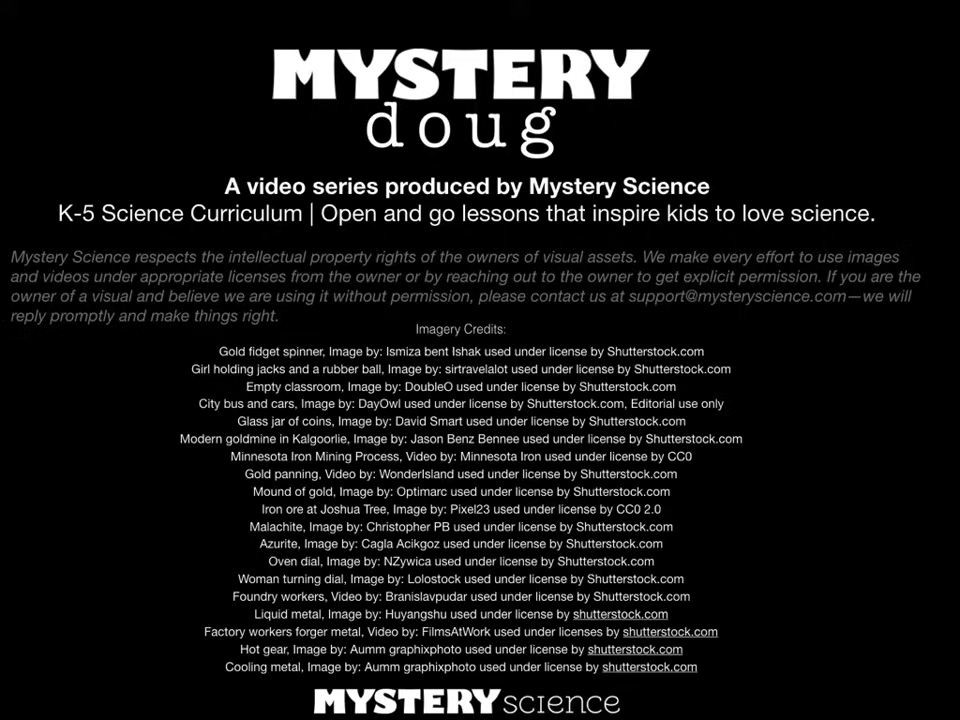 MYSTERY
doug
A video series produced by Mystery Science
K-5 Science Curriculum | Open and go lessons that inspire kids to love science.
Mystery Science respects the intellectual property rights of the owners of visual assets. We make every effort to use images
and videos under appropriate licenses from the owner or by reaching out to the owner to get explicit permission. If you are the
owner of a visual and believe we are using it without permission, please contact us at support@mysteryscience.com—we will
reply promptly and make things right.
Imagery Credits:
Gold fidget spinner, Image by: Ismiza bent Ishak used under license by Shutterstock.com
Girl holding jacks and a rubber ball, Image by: sirtravelalot used under license by Shutterstock.com
Empty classroom, Image by: DoubleO used under license by Shutterstock.com
City bus and cars, Image by: DayOwl used under license by Shutterstock.com, Editorial use only
Glass jar of coins, Image by: David Smart used under license by Shutterstock.com
Modern goldmine in Kalgoorlie, Image by: Jason Benz Bennee used under license by Shutterstock.com
Minnesota Iron Mining Process, Video by: Minnesota Iron used under license by CC0
Gold panning, Video by: WonderIsland used under license by Shutterstock.com
Mound of gold, Image by: Optimarc used under license by Shutterstock.com
Iron ore at Joshua Tree, Image by: Pixel23 used under license by CC0 2.0
Malachite, Image by: Christopher PB used under license by Shutterstock.com
Azurite, Image by: Cagla Acikgoz used under license by Shutterstock.com
Oven dial, Image by: NZywica used under license by Shutterstock.com
Woman turning dial, Image by: Lolostock used under license by Shutterstock.com
Foundry workers, Video by: Branislavpudar used under license by Shutterstock.com
Liquid metal, Image by: Huyangshu used under license by shutterstock.com
Factory workers forger metal, Video by: FilmsAtWork used under licenses by shutterstock.com
Hot gear, Image by: Aumm graphixphoto used under license by shutterstock.com
Cooling metal, Image by: Aumm graphixphoto used under license by shutterstock.com
MYSTERY science